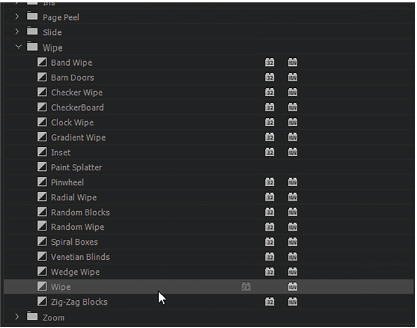 Iris
Page Peel
Slide
Wipe
Band Wipe
Barn Doors
Checker Wipe
CheckerBoard
Clock Wipe
Gradient Wipe
Inset
Paint Splatter
Pinwheel
Radial Wipe
Random Blocks
Random Wipe
Spiral Boxes
Venetian Blinds
Wedge Wipe
Wipe
Zig-Zag Blocks
Zoom